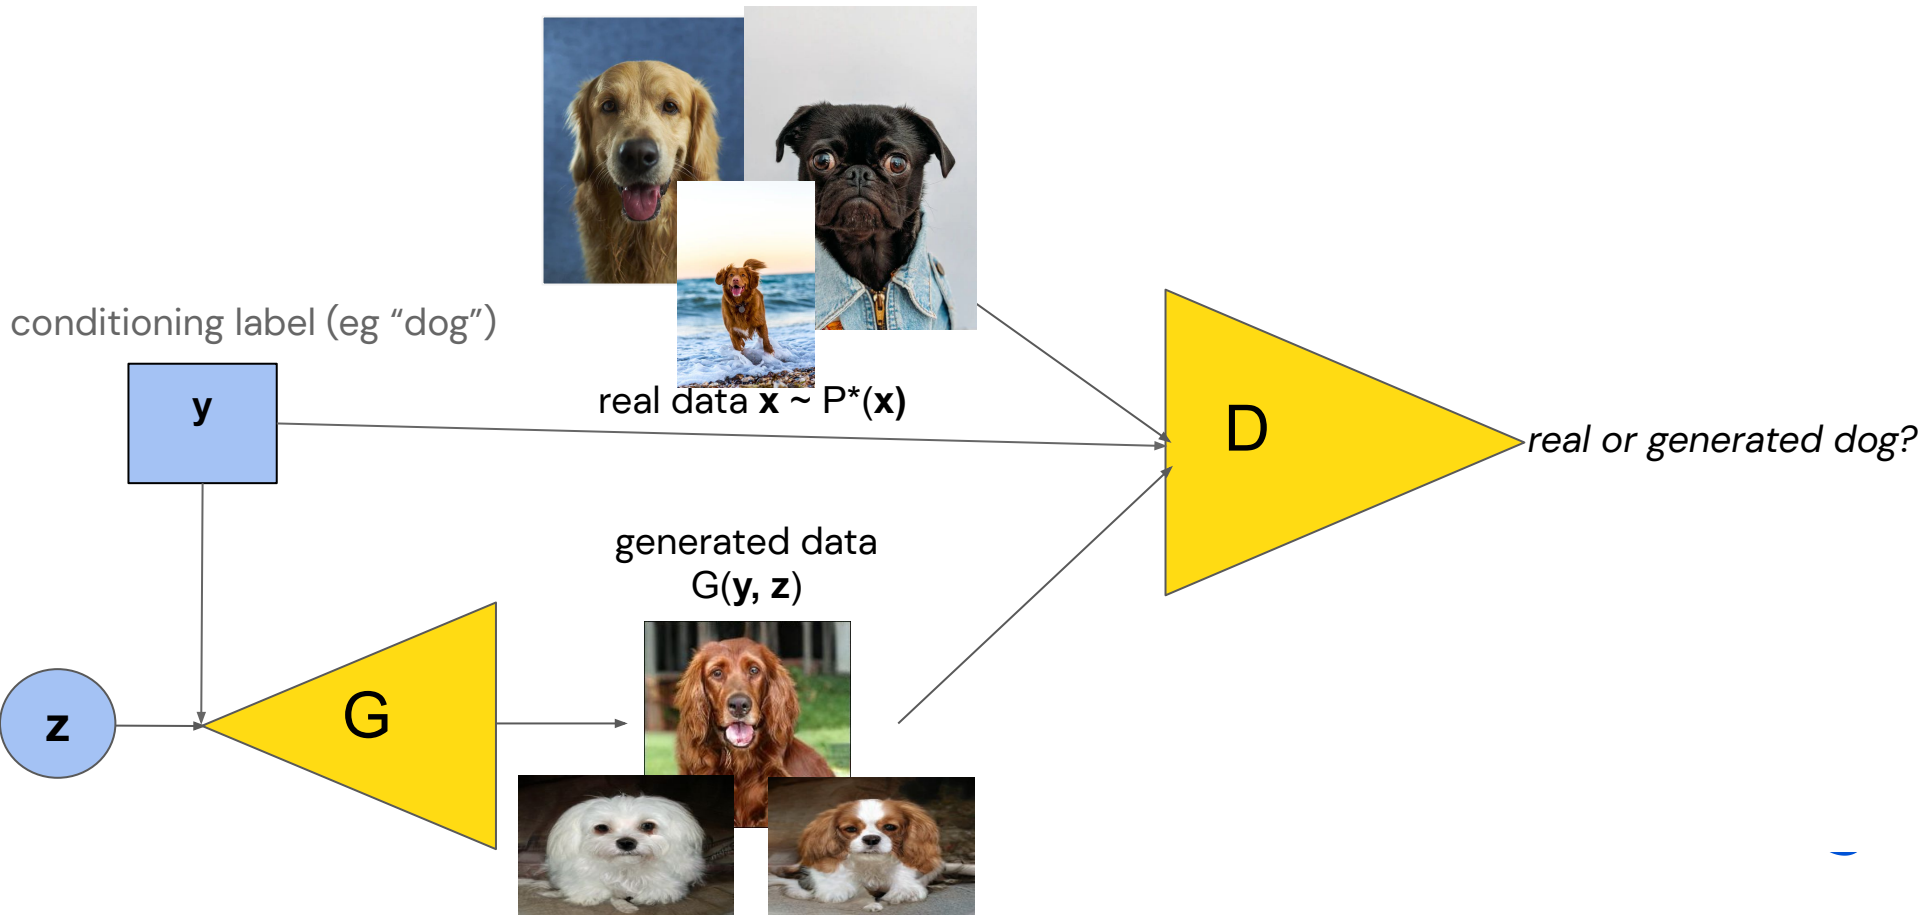 conditioning label (eg “dog”)
y
real data x ~ P*(x)
D
real or generated dog?
generated data
G(y, z)
G
z